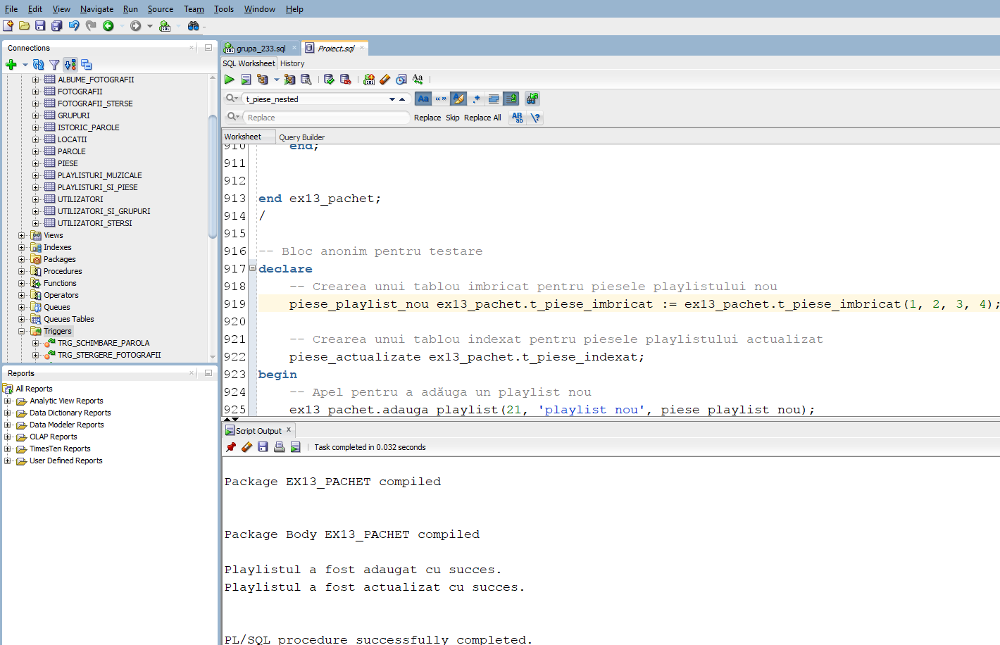 File Edit View Navigate Run Source Team Tools Window Help
Connections
ALBUME_FOTOGRAFII
FOTOGRAFII
FOTOGRAFII_STERSE
GRUPURI
ISTORIC_PAROLE
LOCATII
PAROLE
PIESE
PLAYLISTURI_MUZICALE
PLAYLISTURI_SI_PIESE
UTILIZATORI
UTILIZATORI_SI_GRUPURI
UTILIZATORI_STERSI
Views
Indexes
Packages
Procedures
Functions
Operators
Queues
Queues Tables
Triggers
TRG_SCHIMBARE_PAROLA
TRG_STERGERE_FOTOGRAFII
Reports
All Reports
Analytic View Reports
Data Dictionary Reports
Data Modeler Reports
OLAP Reports
TimesTen Reports
User Defined Reports
grupa_233.sql Proiect.sql
SQL Worksheet History
t_piese_nested
Replace Replace Skip Replace All
Worksheet Query Builder
910 end;
911
912
913 end ex13_pachet;
914 /
915
916 -- Bloc anonim pentru testare
917 declare
918 -- Crearea unui tablou imbricat pentru piesele playlistului nou
919 piese_playlist_nou ex13_pachet.t_piese_imbricat := ex13_pachet.t_piese_imbricat(1, 2, 3, 4);
920
921 -- Crearea unui tablou indexat pentru piesele playlistului actualizat
922 piese_actualizate ex13_pachet.t_piese_indexat;
923 begin
924 -- Apel pentru a adăuga un playlist nou
925 ex13_pachet.adauga_playlist(21, 'playlist nou', piese_playlist_nou);
Script Output
Task completed in 0.032 seconds
Package EX13_PACHET compiled
Package Body EX13_PACHET compiled
Playlistul a fost adaugat cu succes.
Playlistul a fost actualizat cu succes.
PL/SQL procedure successfully completed.